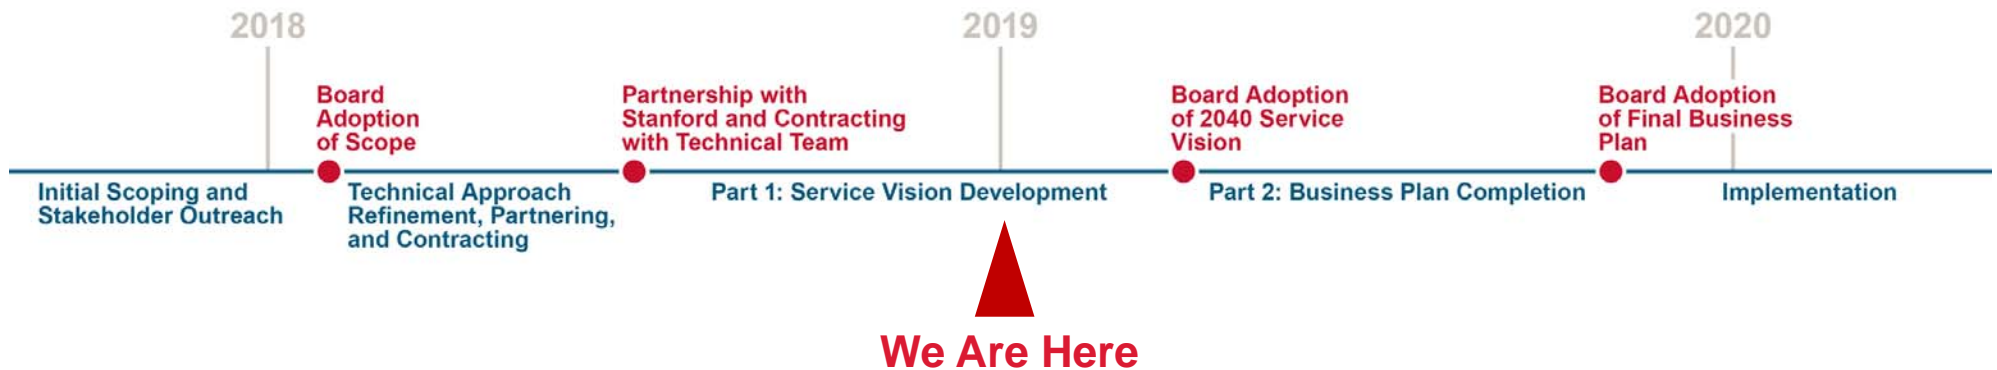 2018
2019
2020
Board
Adoption
of Scope
Partnership with
Stanford and Contracting
with Technical Team
Board Adoption
of 2040 Service
Vision
Board Adoption
of Final Business
Plan
Initial Scoping and
Stakeholder Outreach
Technical Approach
Refinement, Partnering,
and Contracting
Part 1: Service Vision Development
Part 2: Business Plan Completion
Implementation
We Are Here